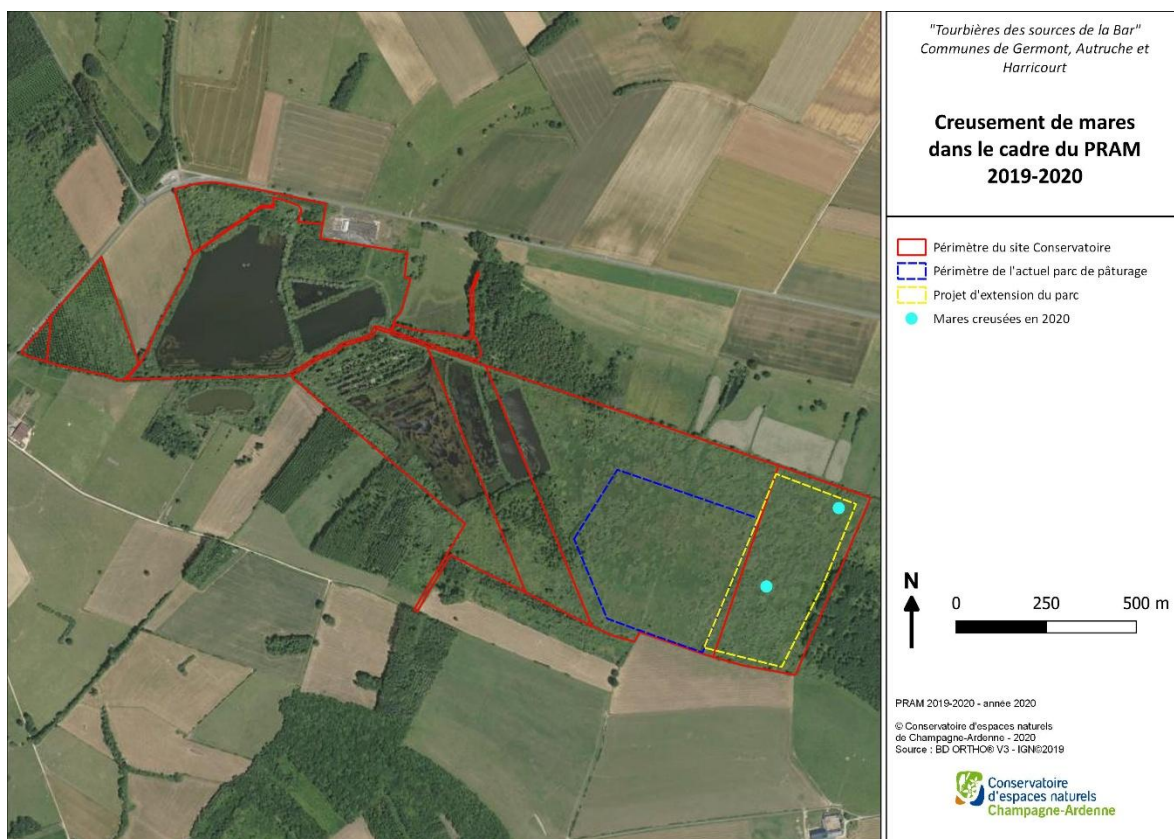 "Tourbières des sources de la Bar"
Communes de Germont, Autruche et
Harricourt
Creusement de mares
dans le cadre du PRAM
2019-2020
Périmètre du site Conservatoire
Périmètre de l'actuel parc de pâturage
Projet d'extension du parc
Mares creusées en 2020
N
0 250 500 m
PRAM 2019-2020 - année 2020
© Conservatoire d'espaces naturels
de Champagne-Ardenne - 2020
Source : BD ORTHO® V3 - IGN©2019
Conservatoire
d'espaces naturels
Champagne-Ardenne